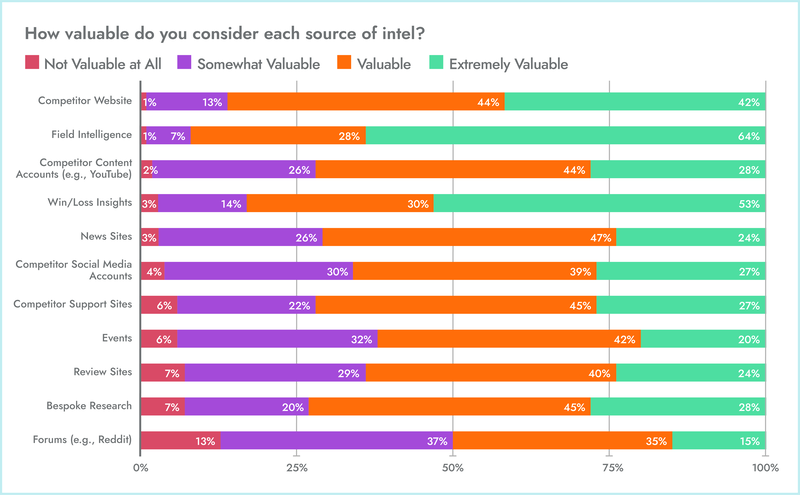 How valuable do you consider each source of intel?
Not Valuable at All Somewhat Valuable Valuable Extremely Valuable
Competitor Website 1% 13% 44% 42%
Field Intelligence 1% 7% 28% 64%
Competitor Content
Accounts (e.g., YouTube) 2% 26% 44% 28%
Win/Loss Insights 3% 14% 30% 53%
News Sites 3% 26% 47% 24%
Competitor Social Media
Accounts 4% 30% 39% 27%
Competitor Support Sites 6% 22% 45% 27%
Events 6% 32% 42% 20%
Review Sites 7% 29% 40% 24%
Bespoke Research 7% 20% 45% 28%
Forums (e.g., Reddit) 13% 37% 35% 15%
0% 25% 50% 75% 100%